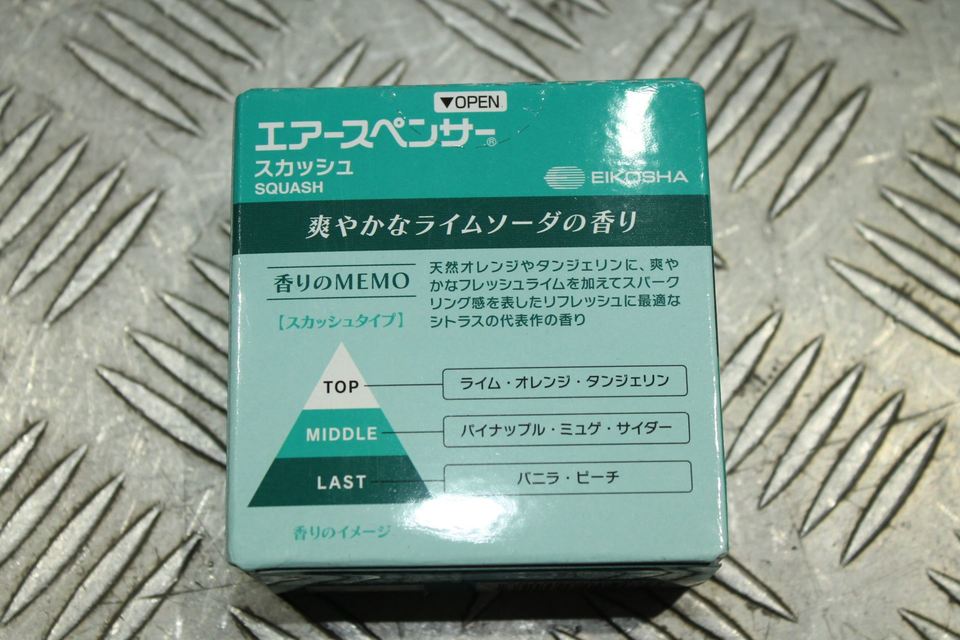 ▼OPEN
エアースペンサー®
スカッシュ
SQUASH
EIKOSHA
爽やかなライムソーダの香り
香りのMEMO
【スカッシュタイプ】
天然オレンジやタンジェリンに、爽や
かなフレッシュライムを加えてスパーク
リング感を表したリフレッシュに最適な
シトラスの代表作の香り
TOP
ライム・オレンジ・タンジェリン
MIDDLE
パイナップル・ミュゲ・サイダー
LAST
バニラ・ピーチ
香りのイメージ